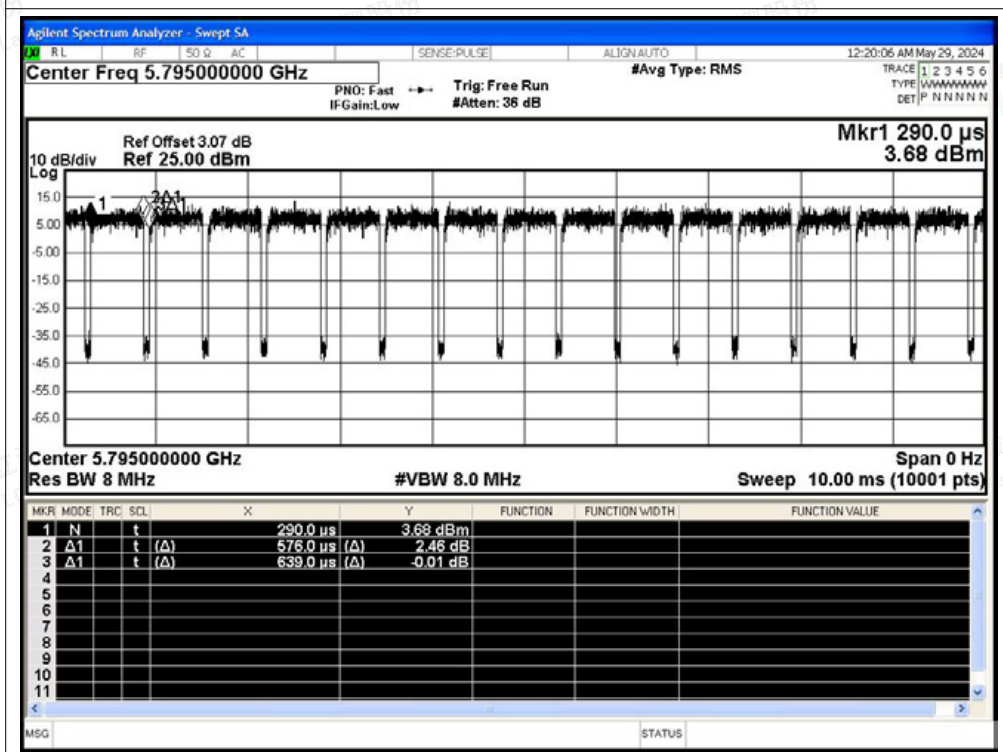 Agilent Spectrum Analyzer - Swept SA
RL RF 50 Ω AC SENSE:PULSE ALIGN AUTO 12:20:06 AM May 29, 2024
Center Freq 5.795000000 GHz
PNO: Fast
IFGain:Low
Trig: Free Run
#Atten: 36 dB
#Avg Type: RMS
TRACE 1 2 3 4 5 6
TYPE WWWWWWW
DET P N N N N N
Mkr1 290.0 µs
3.68 dBm
Ref Offset 3.07 dB
10 dB/div Ref 25.00 dBm
Log
15.0
5.00
-5.00
-15.0
-25.0
-35.0
-45.0
-55.0
-65.0
1
2Δ1
3Δ1
Center 5.795000000 GHz Span 0 Hz
Res BW 8 MHz #VBW 8.0 MHz Sweep 10.00 ms (10001 pts)
MKR MODE TRC SCL X Y FUNCTION FUNCTION WIDTH FUNCTION VALUE
1 N t 290.0 µs 3.68 dBm
2 Δ1 t (Δ) 576.0 µs (Δ) 2.46 dB
3 Δ1 t (Δ) 639.0 µs (Δ) -0.01 dB
4
5
6
7
8
9
10
11
MSG STATUS